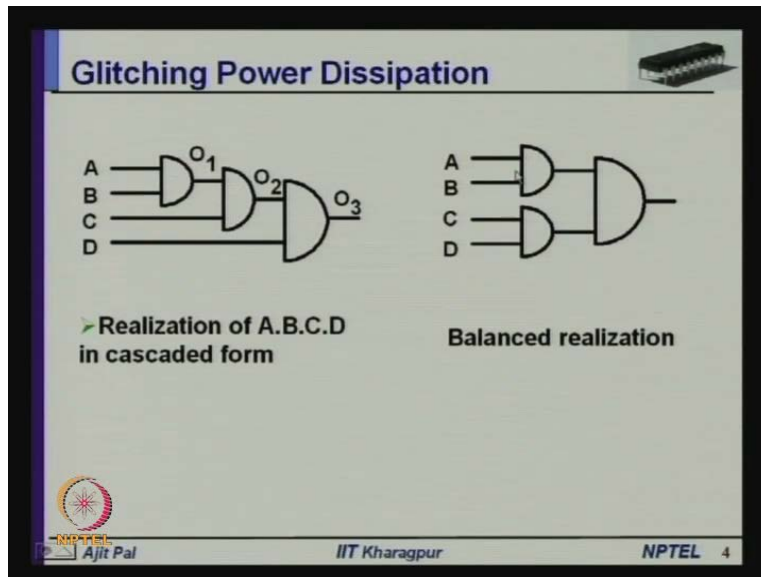 Glitching Power Dissipation
A
B
C
D
O1
O2
O3
A
B
C
D
➢Realization of A.B.C.D
in cascaded form
Balanced realization
NPTEL
Ajit Pal
IIT Kharagpur
NPTEL 4